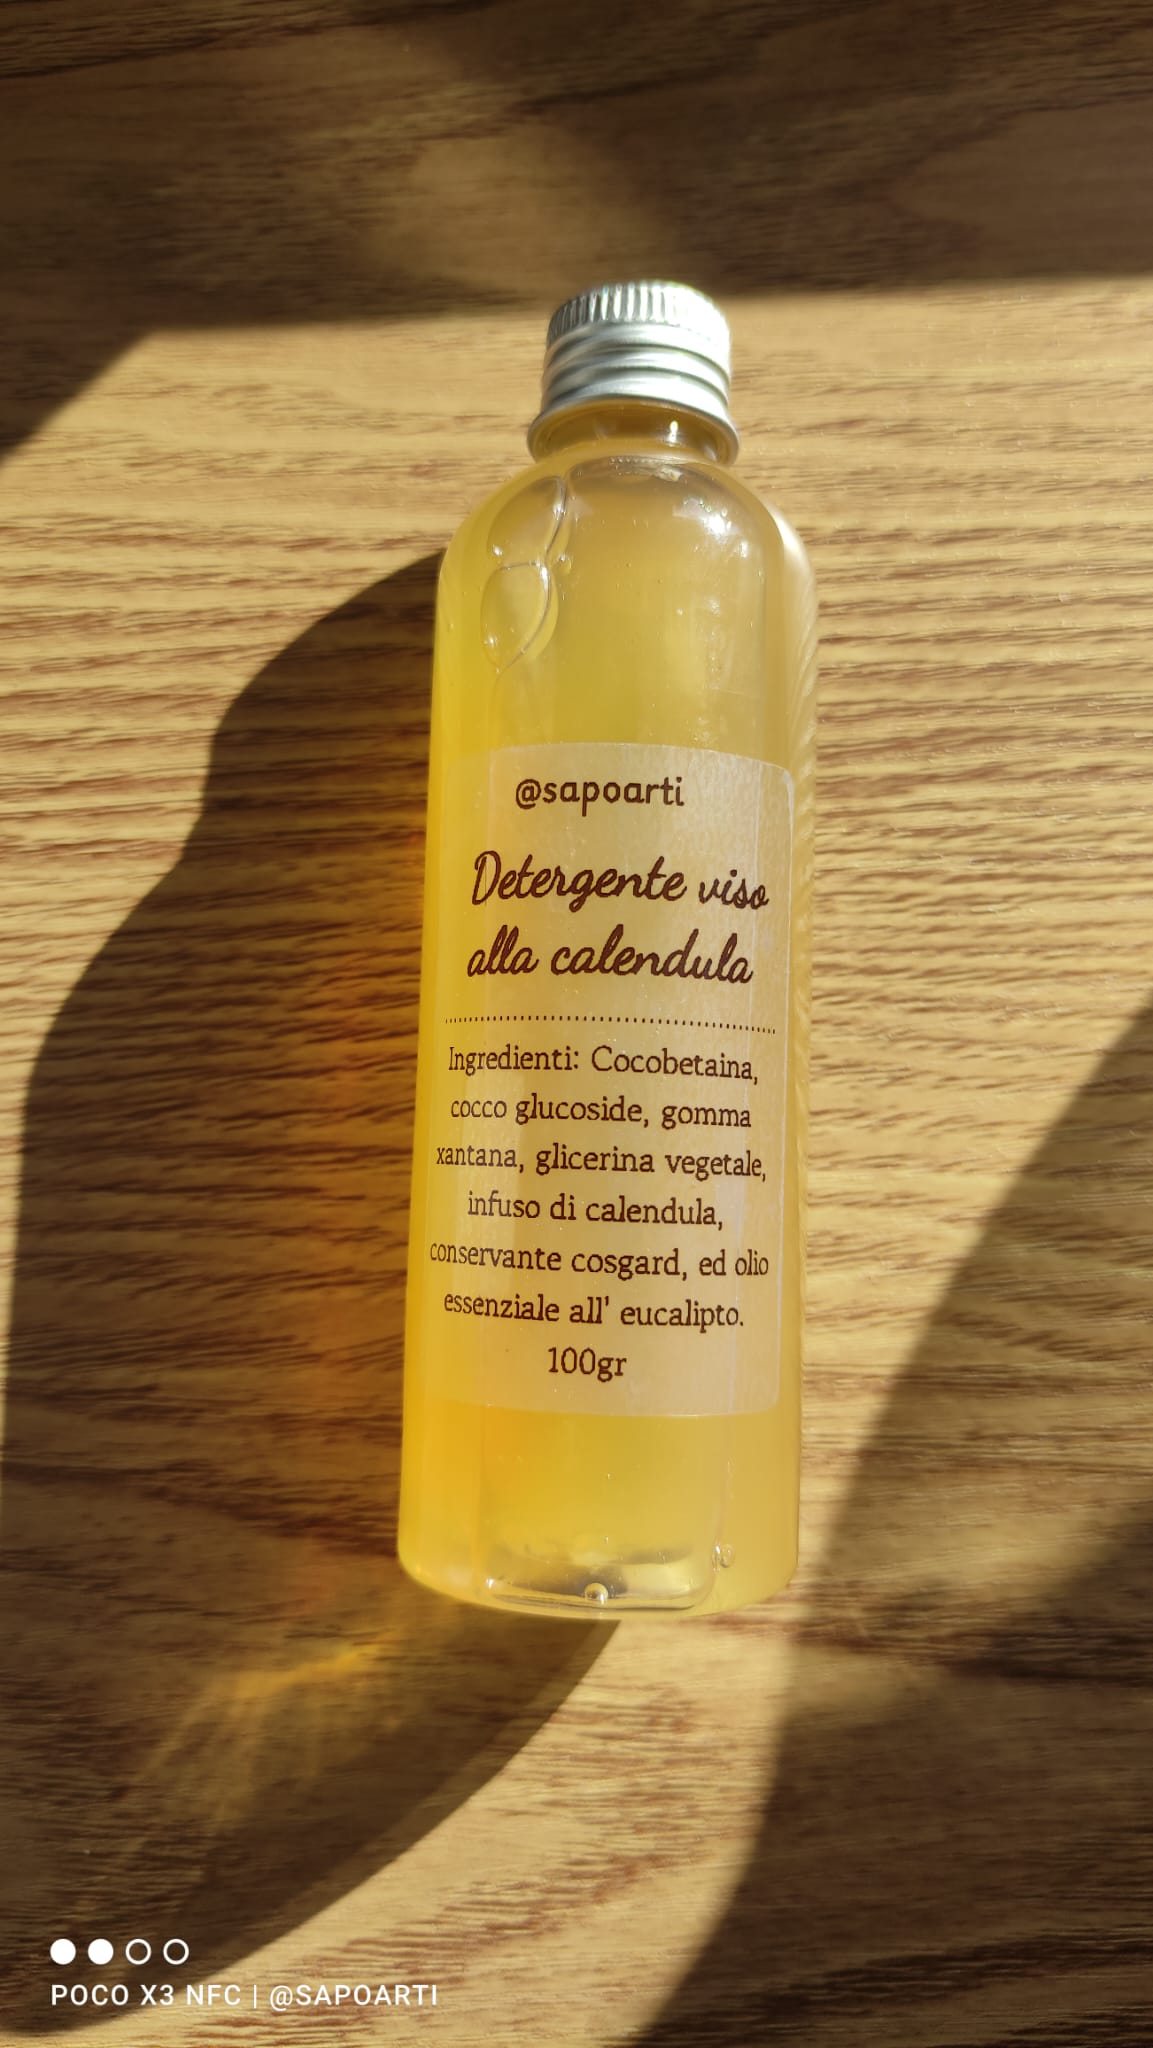 @sapoarti
Detergente viso
alla calendula
Ingredienti: Cocobetaina,
cocco glucoside, gomma
xantana, glicerina vegetale,
infuso di calendula,
conservante cosgard, ed olio
essenziale all' eucalipto.
100gr
POCO X3 NFC | @SAPOARTI